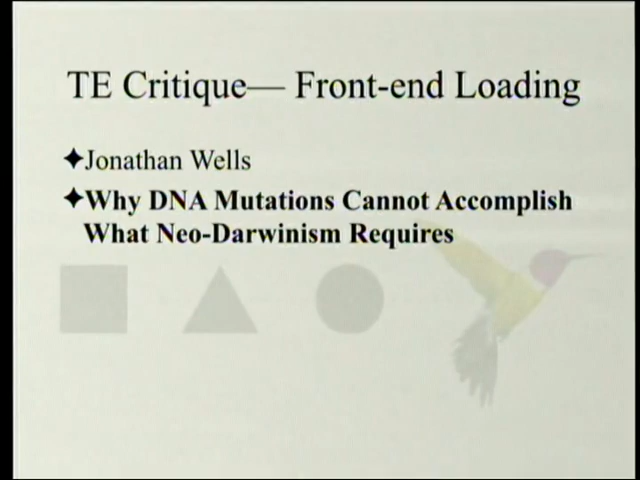 TE Critique— Front-end Loading
✦Jonathan Wells
✦Why DNA Mutations Cannot Accomplish
What Neo-Darwinism Requires